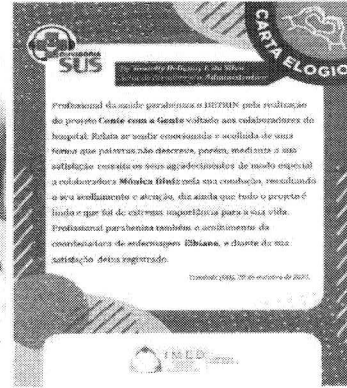 CARTA ELOGIO
OUVIDORIA
SUS
Profissional da saúde parabeniza o HETRIN pela realização
do projeto Conte com a Gente voltado aos colaboradores do
hospital. Relata se sentir emocionada e acolhida de uma
forma que palavras não descreve, porém, mediante a sua
satisfação ressalta os seus agradecimentos de modo especial
a colaboradora Mônica pela sua condução, ressaltando
o seu acolhimento e atenção, diz ainda que todo o projeto é
lindo e que foi de extrema importância para a sua vida.
Profissional parabeniza também o acolhimento da
coordenadora de enfermagem, e diante da sua
satisfação deixa registrado.
IMED